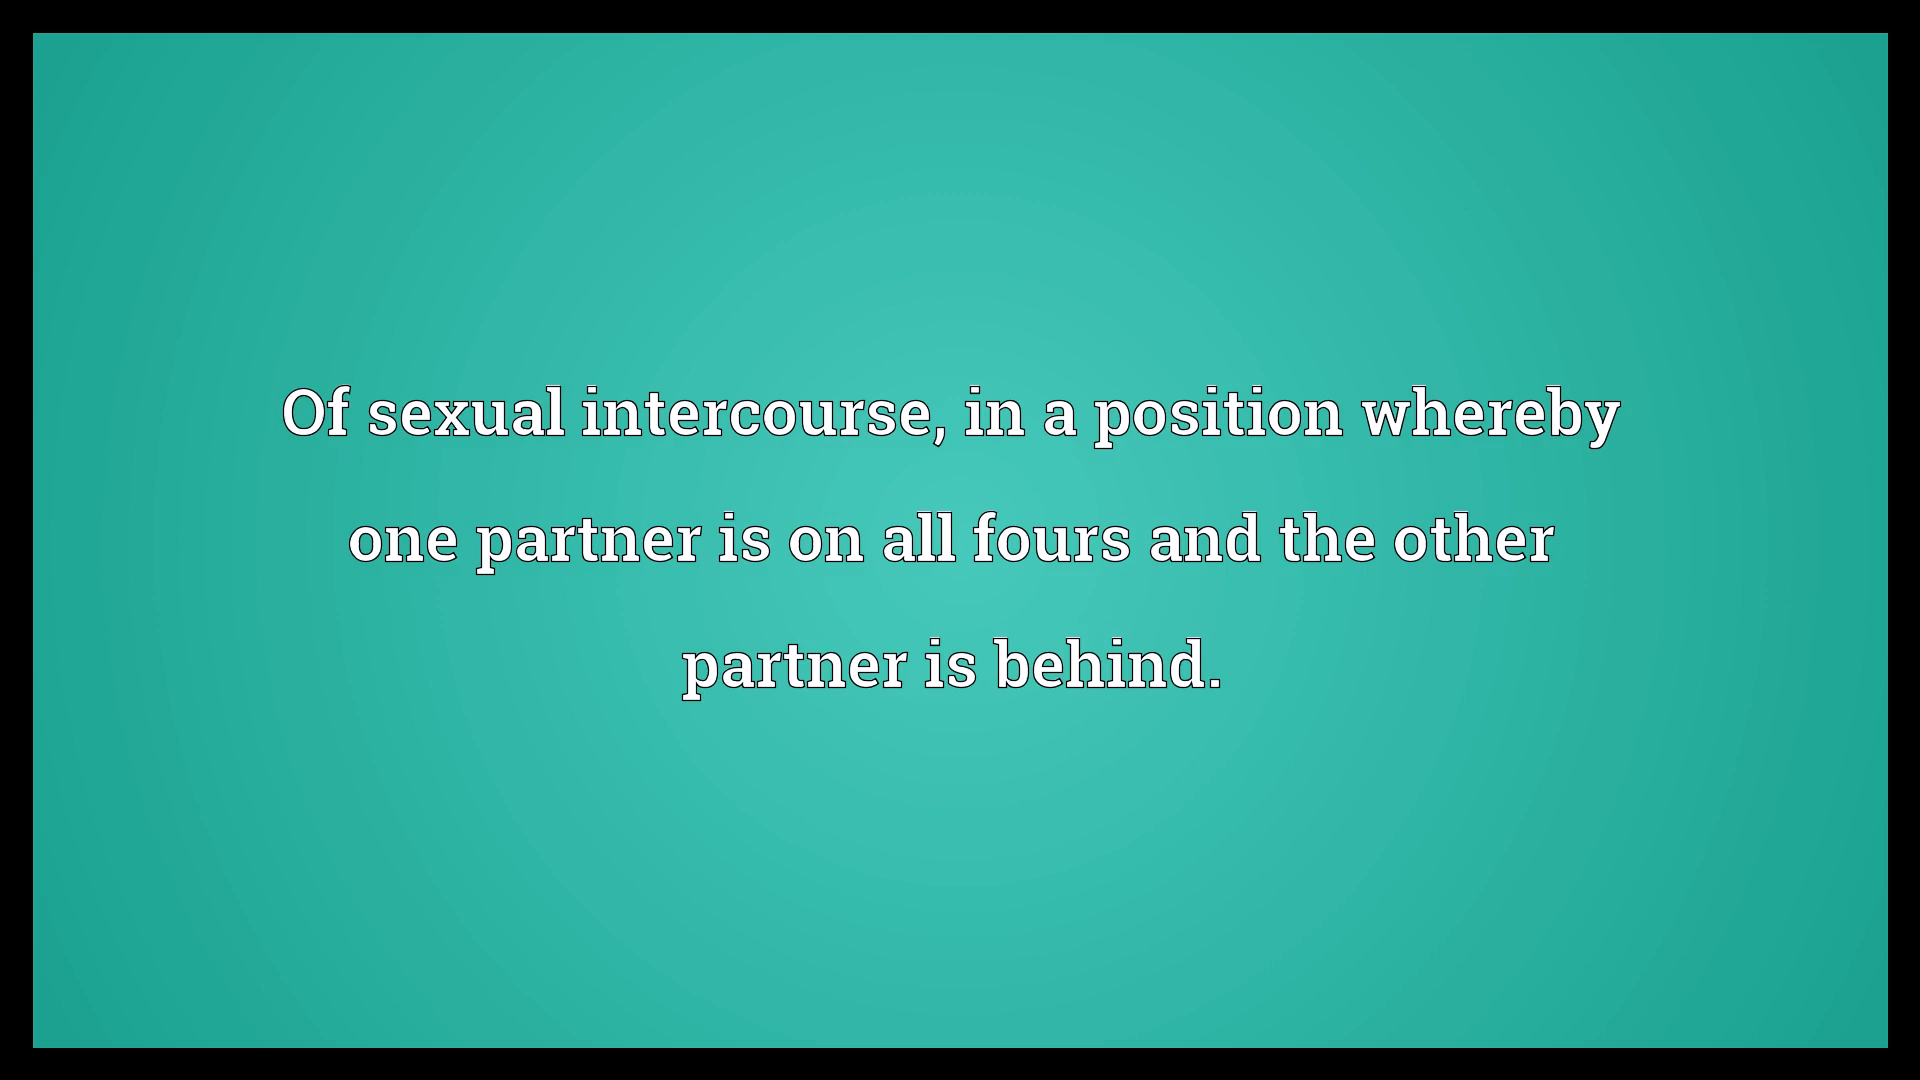 Of sexual intercourse, in a position whereby
one partner is on all fours and the other
partner is behind.